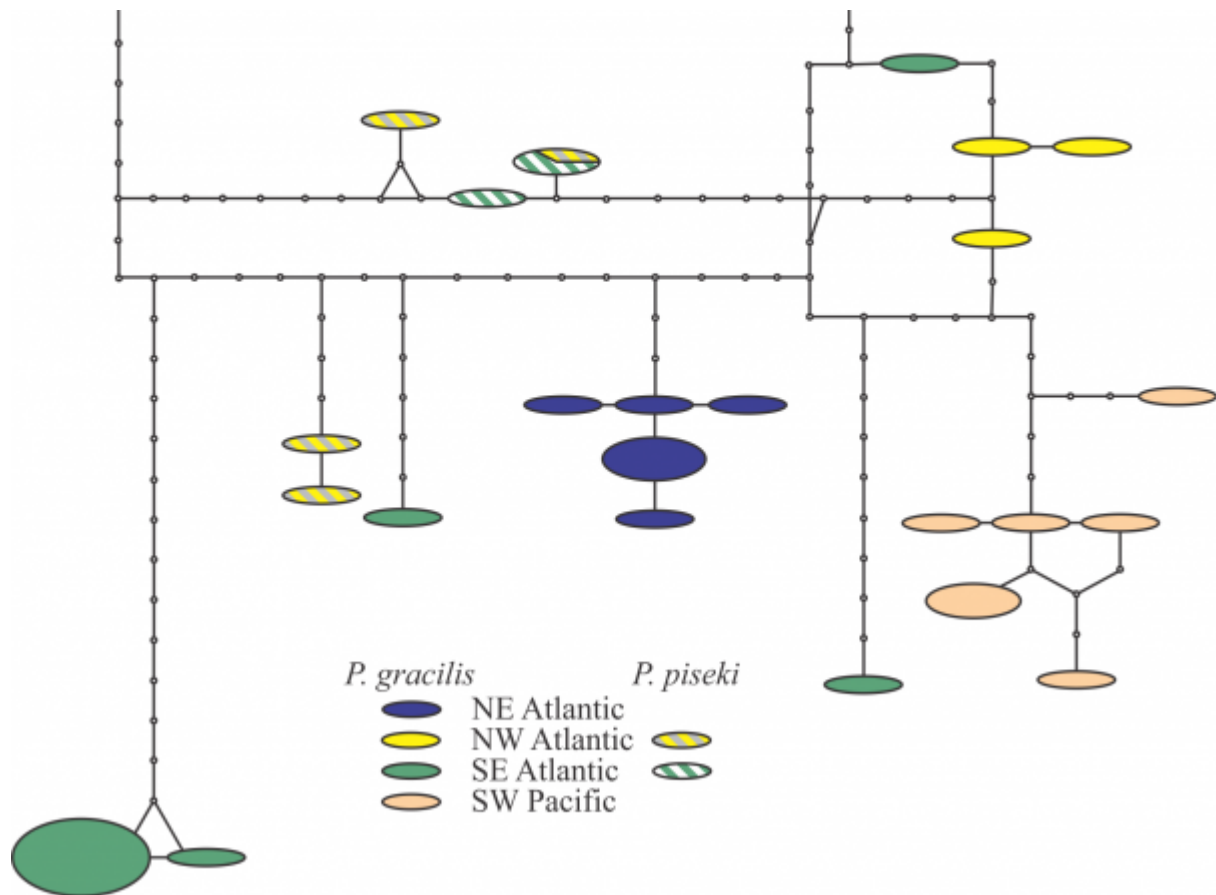 P. gracilis P. piseki
NE Atlantic
NW Atlantic
SE Atlantic
SW Pacific